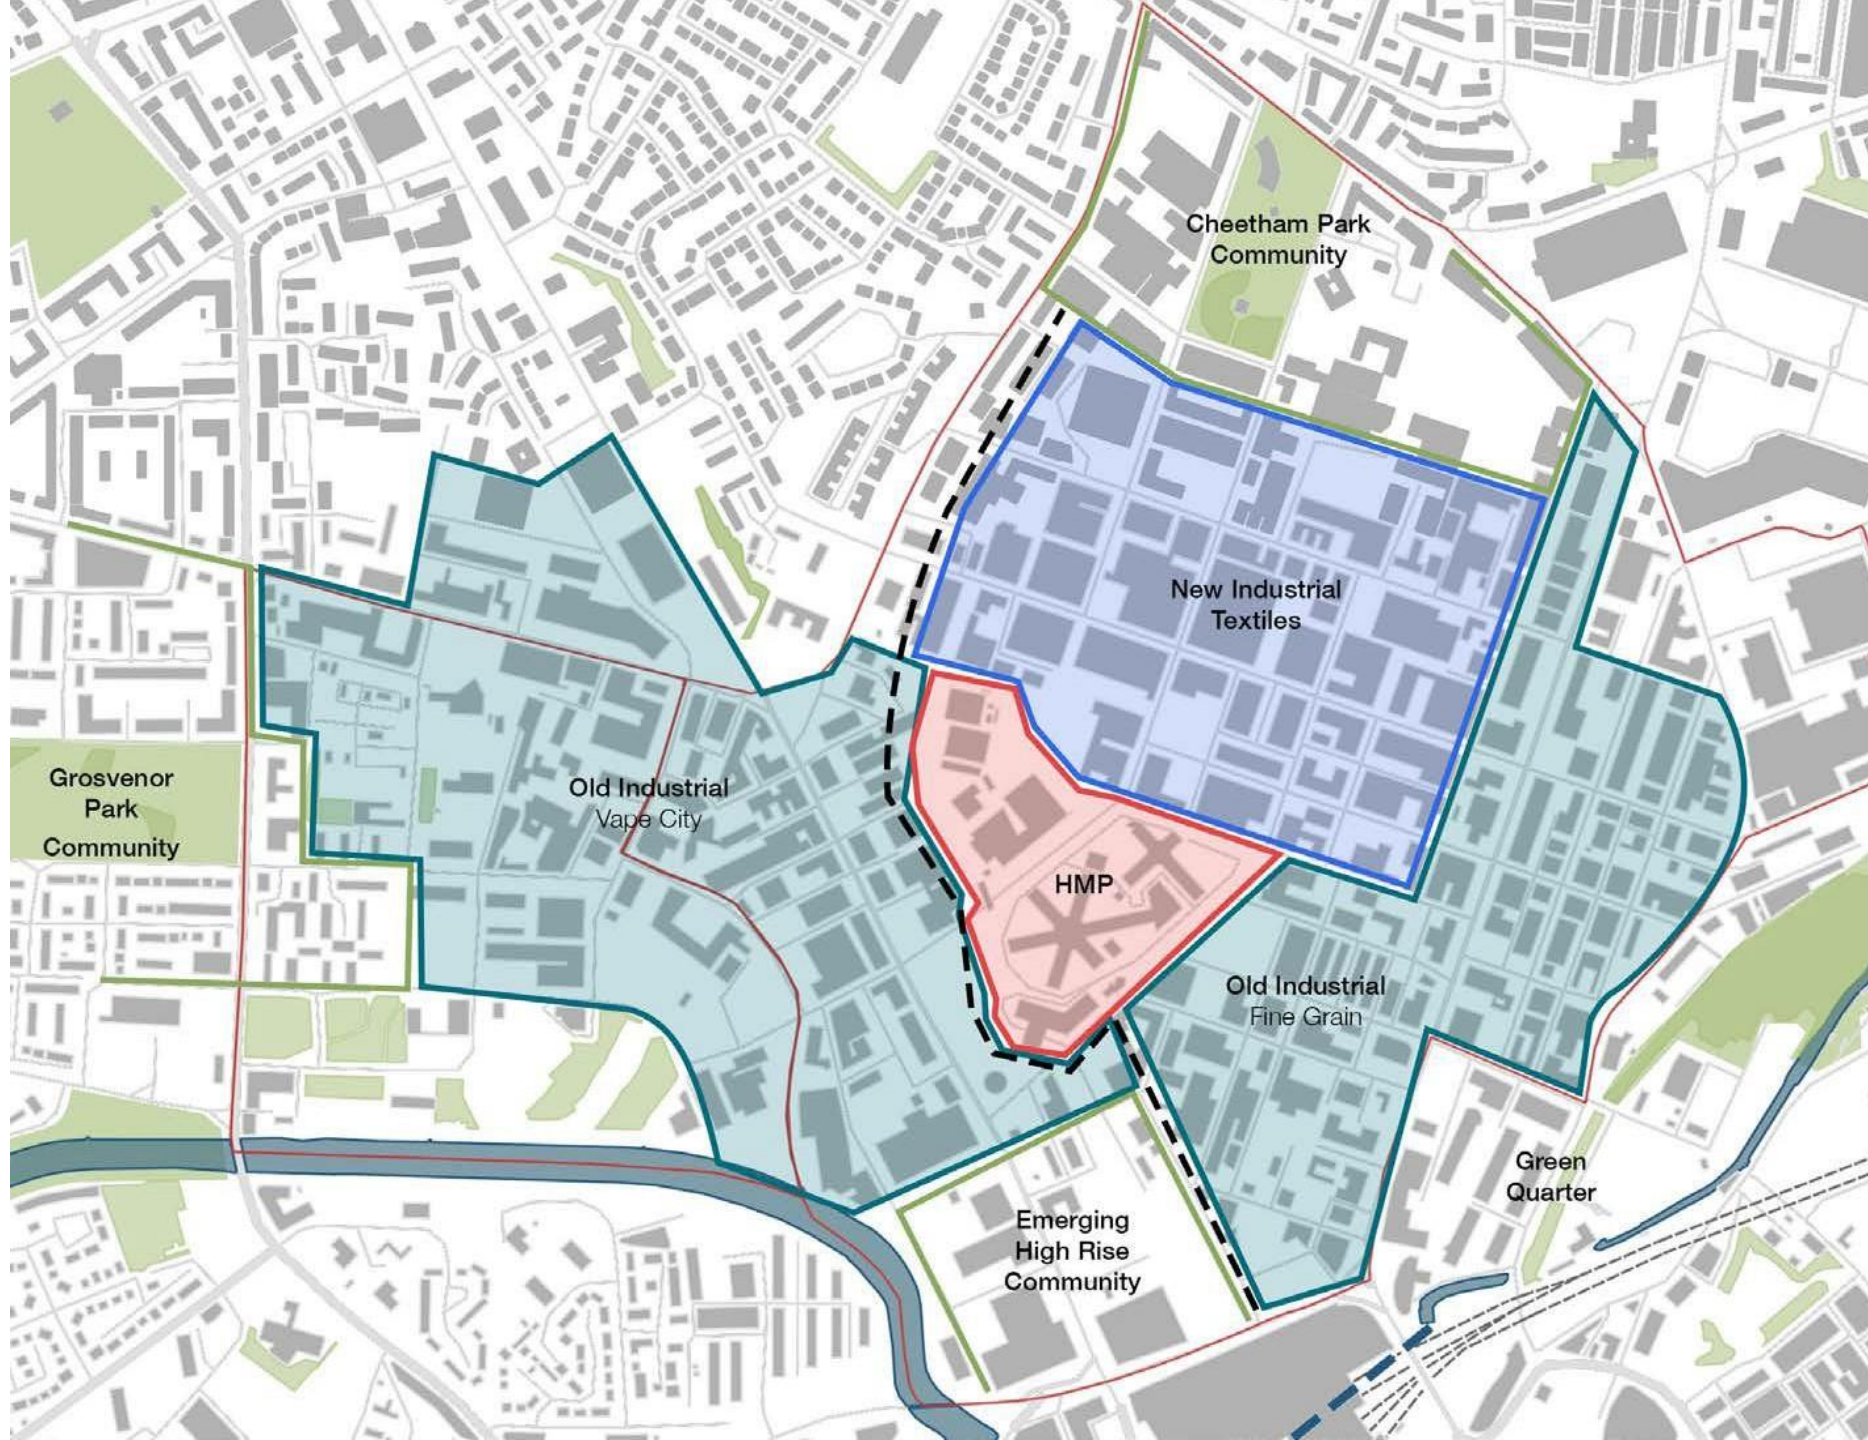 Cheetham Park
Community
New Industrial
Textiles
Grosvenor
Park
Community
Old Industrial
Vape City
HMP
Old Industrial
Fine Grain
Green
Quarter
Emerging
High Rise
Community